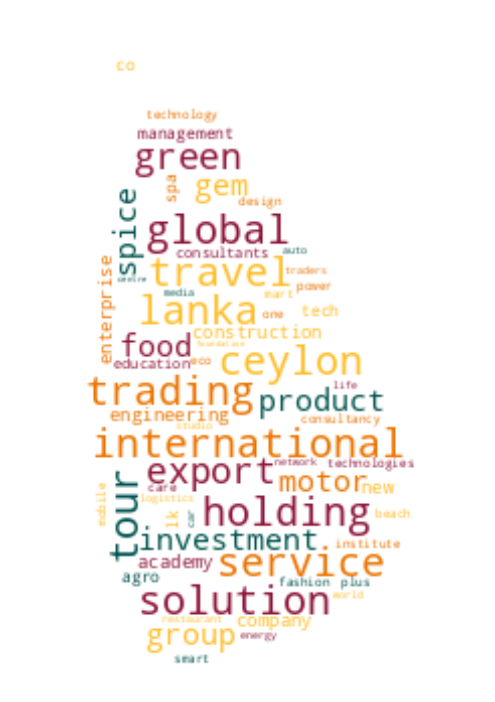 co
technology
management
green
spa
gem
design
spice
global
consultants
auto
travel
traders
centre
enterprise
media
mart
power
lanka
one
tech
construction
food
foundation
education
eco
ceylon
trading
life
product
engineering
consultancy
studio
international
export
network
technologies
tour
care
motor
new
mobile
logistics
lk
car
holding
beach
investment
institute
academy
service
agro
fashion
plus
solution
world
restaurant
company
group
energy
smart